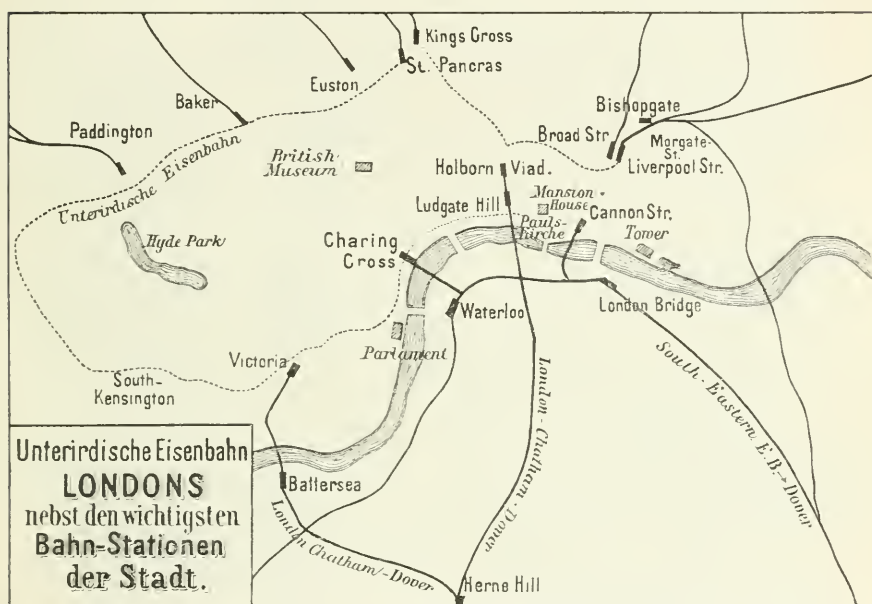 Kings Cross
St. Pancras
Euston
Baker
Paddington
Unterirdische Eisenbahn
British
Museum
Hyde Park
Bishopgate
Broad Str.
Morgate-
St.
Liverpool Str.
Holborn Viad.
Ludgate Hill
Mansion-
House
Pauls-
kirche
Cannon Str.
Tower
Charing
Cross
Waterloo
London Bridge
Parlament
Victoria
South-
Kensington
Battersea
London Chatham-Dover
London-Chatham-Dover
South-Eastern E.B.→Dover
Herne Hill
Unterirdische Eisenbahn
LONDONS
nebst den wichtigsten
Bahn=Stationen
der Stadt.